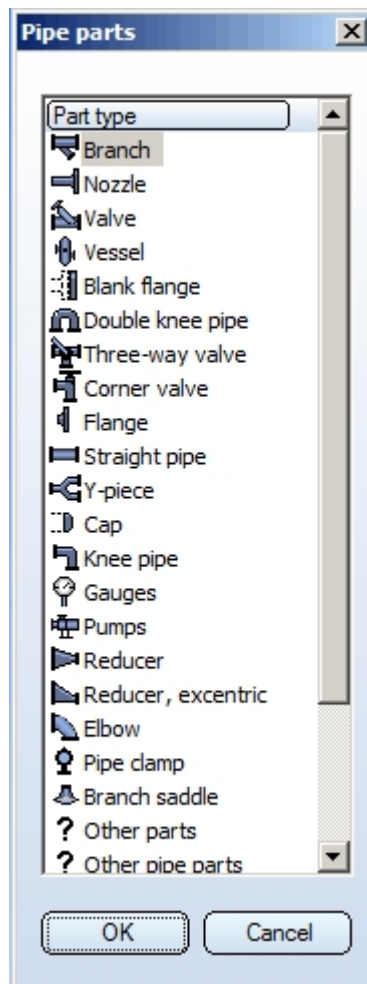 Pipe parts
Part type
Branch
Nozzle
Valve
Vessel
Blank flange
Double knee pipe
Three-way valve
Corner valve
Flange
Straight pipe
Y-piece
Cap
Knee pipe
Gauges
Pumps
Reducer
Reducer, excentric
Elbow
Pipe clamp
Branch saddle
? Other parts
? Other pipe parts
OK Cancel